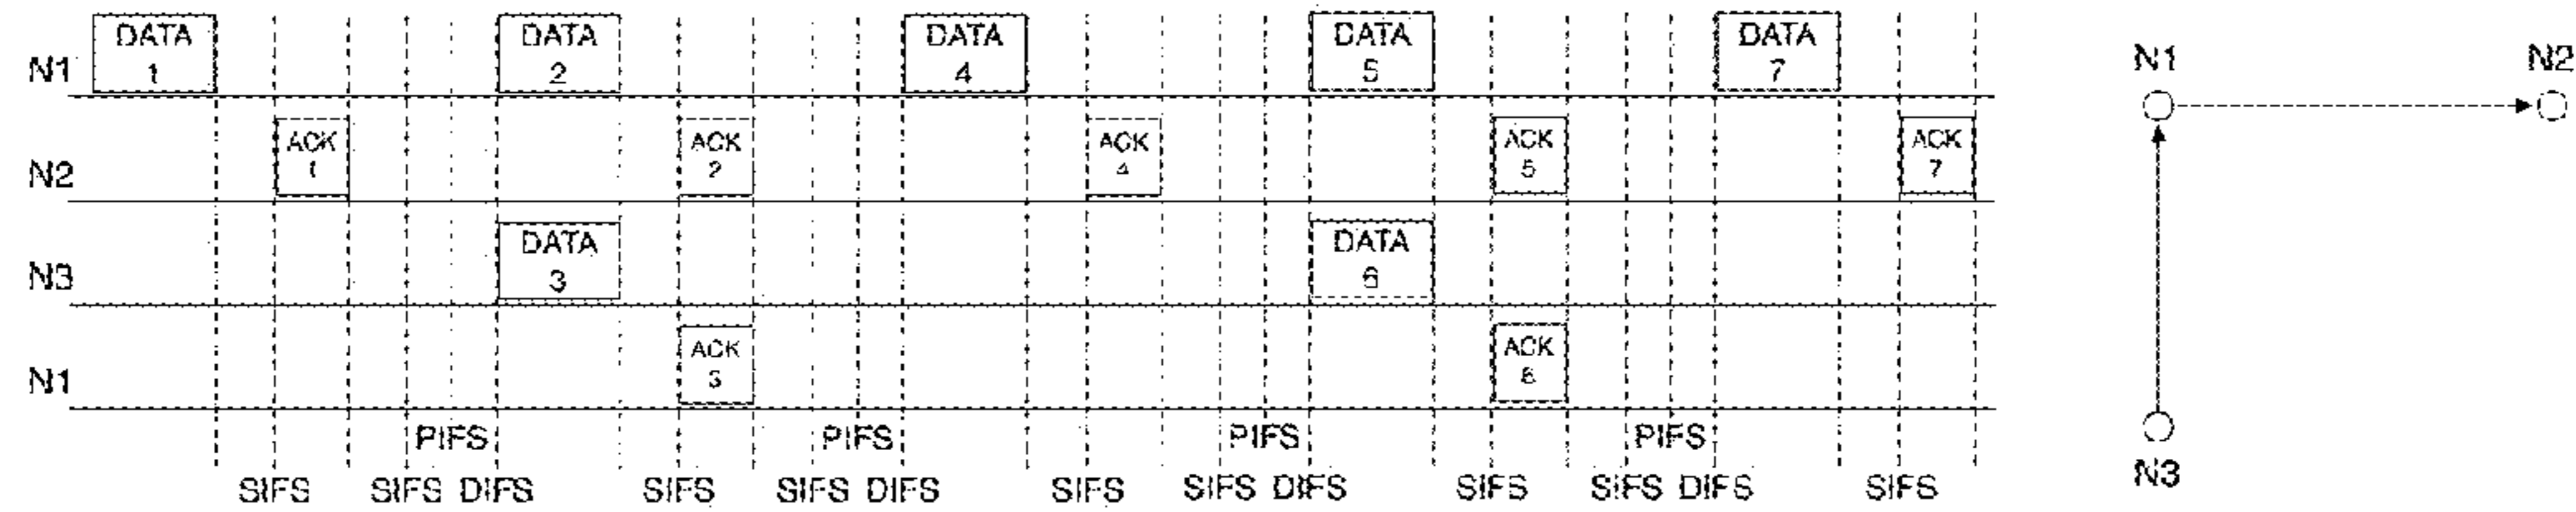 N1 DATA 1 DATA 2 DATA 4 DATA 5 DATA 7
N2 ACK 1 ACK 2 ACK 4 ACK 5 ACK 7
N3 DATA 3 DATA 6
N1 ACK 3 ACK 6
PIFS PIFS PIFS PIFS
SIFS SIFS DIFS SIFS SIFS DIFS SIFS SIFS DIFS SIFS SIFS DIFS SIFS
N1 N2
N3